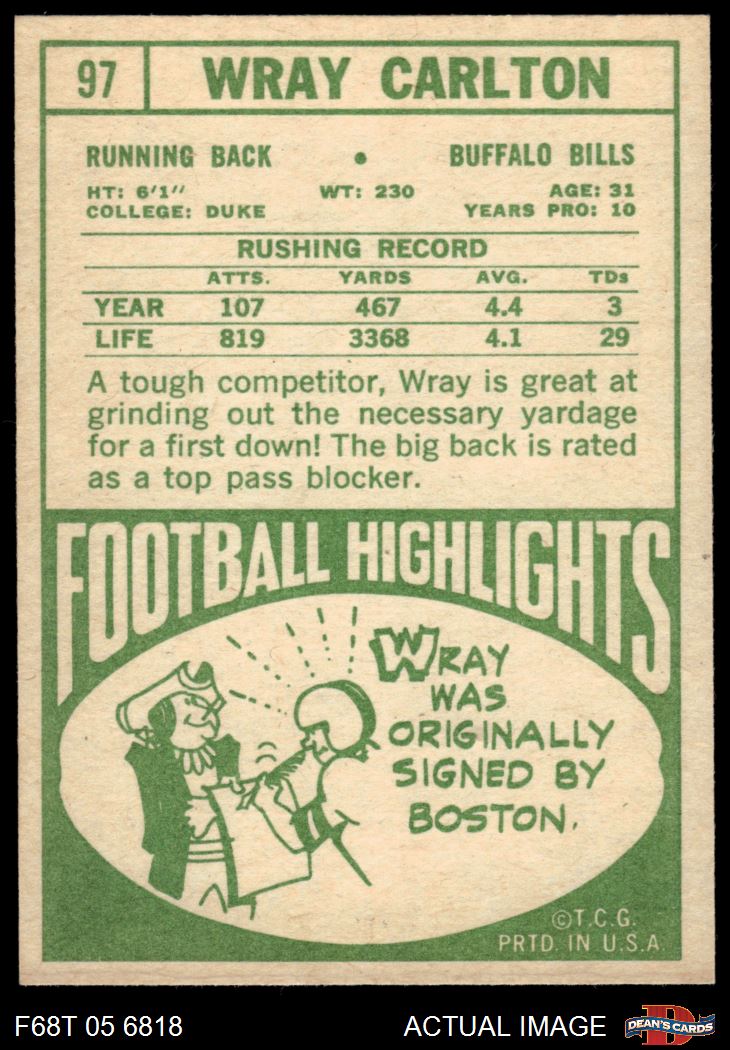 97 WRAY CARLTON
RUNNING BACK • BUFFALO BILLS
HT: 6'1" WT: 230 AGE: 31
COLLEGE: DUKE YEARS PRO: 10
RUSHING RECORD
ATTS. YARDS AVG. TDs
YEAR 107 467 4.4 3
LIFE 819 3368 4.1 29
A tough competitor, Wray is great at
grinding out the necessary yardage
for a first down! The big back is rated
as a top pass blocker.
FOOTBALL HIGHLIGHTS
WRAY
WAS
ORIGINALLY
SIGNED BY
BOSTON.
©T.C.G.
PRTD. IN U.S.A.
F68T 05 6818 ACTUAL IMAGE D DEAN'S CARDS